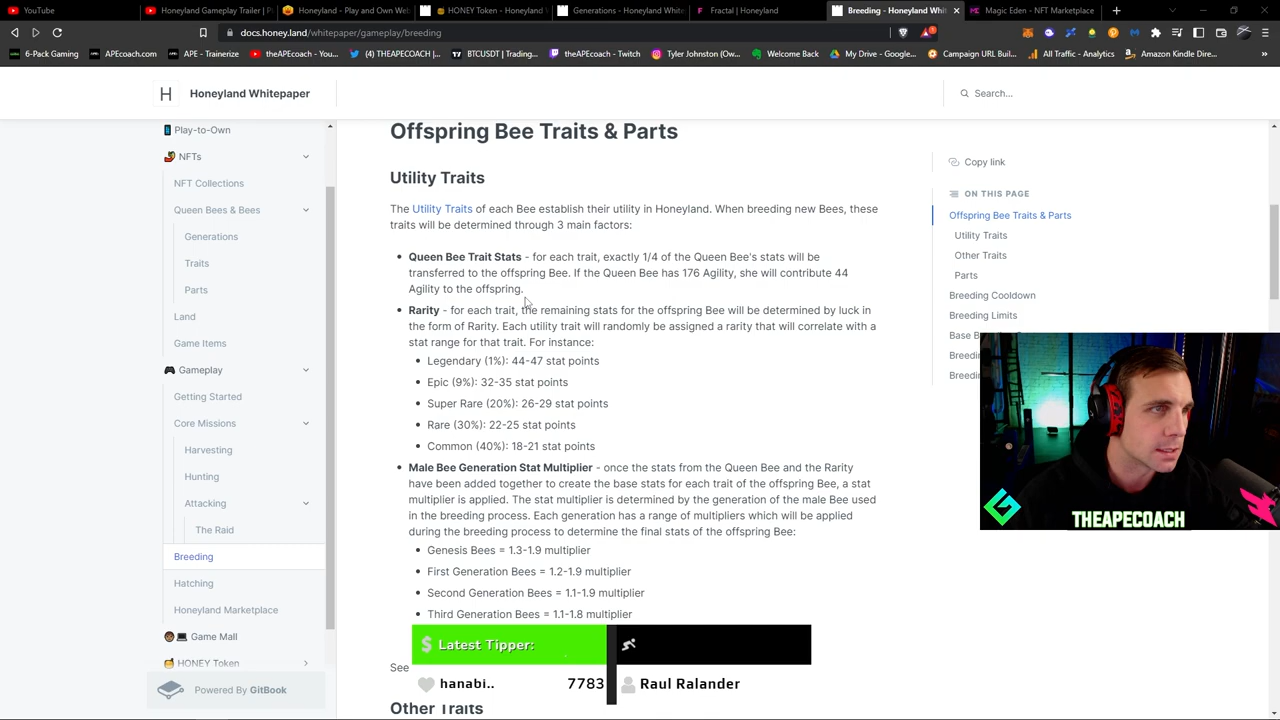 YouTube
Honeyland Gameplay Trailer | P
Honeyland - Play and Own Web
HONEY Token - Honeyland
Generations - Honeyland White
Fractal | Honeyland
Breeding - Honeyland Whit
Magic Eden - NFT Marketplace
docs.honey.land/whitepaper/gameplay/breeding
6-Pack Gaming
APEcoach.com
APE - Trainerize
theAPEcoach - You...
(4) THEAPECOACH |...
BTCUSDT | Trading...
theAPEcoach - Twitch
Tyler Johnston (@w...
Welcome Back
My Drive - Google...
Campaign URL Buil...
All Traffic - Analytics
Amazon Kindle Dire...
H
Honeyland Whitepaper
Search...
Play-to-Own
NFTs
NFT Collections
Queen Bees & Bees
Generations
Traits
Parts
Land
Game Items
Gameplay
Getting Started
Core Missions
Harvesting
Hunting
Attacking
The Raid
Breeding
Hatching
Honeyland Marketplace
Game Mall
HONEY Token
Powered By GitBook
Offspring Bee Traits & Parts
Utility Traits
The Utility Traits of each Bee establish their utility in Honeyland. When breeding new Bees, these
traits will be determined through 3 main factors:
Queen Bee Trait Stats - for each trait, exactly 1/4 of the Queen Bee's stats will be
transferred to the offspring Bee. If the Queen Bee has 176 Agility, she will contribute 44
Agility to the offspring.
Rarity - for each trait, the remaining stats for the offspring Bee will be determined by luck in
the form of Rarity. Each utility trait will randomly be assigned a rarity that will correlate with a
stat range for that trait. For instance:
Legendary (1%): 44-47 stat points
Epic (9%): 32-35 stat points
Super Rare (20%): 26-29 stat points
Rare (30%): 22-25 stat points
Common (40%): 18-21 stat points
Male Bee Generation Stat Multiplier - once the stats from the Queen Bee and the Rarity
have been added together to create the base stats for each trait of the offspring Bee, a stat
multiplier is applied. The stat multiplier is determined by the generation of the male Bee used
in the breeding process. Each generation has a range of multipliers which will be applied
during the breeding process to determine the final stats of the offspring Bee:
Genesis Bees = 1.3-1.9 multiplier
First Generation Bees = 1.2-1.9 multiplier
Second Generation Bees = 1.1-1.9 multiplier
Third Generation Bees = 1.1-1.8 multiplier
See
Other Traits
Copy link
ON THIS PAGE
Offspring Bee Traits & Parts
Utility Traits
Other Traits
Parts
Breeding Cooldown
Breeding Limits
THEAPECOACH
$ Latest Tipper:
hanabi.. 7783
Raul Ralander